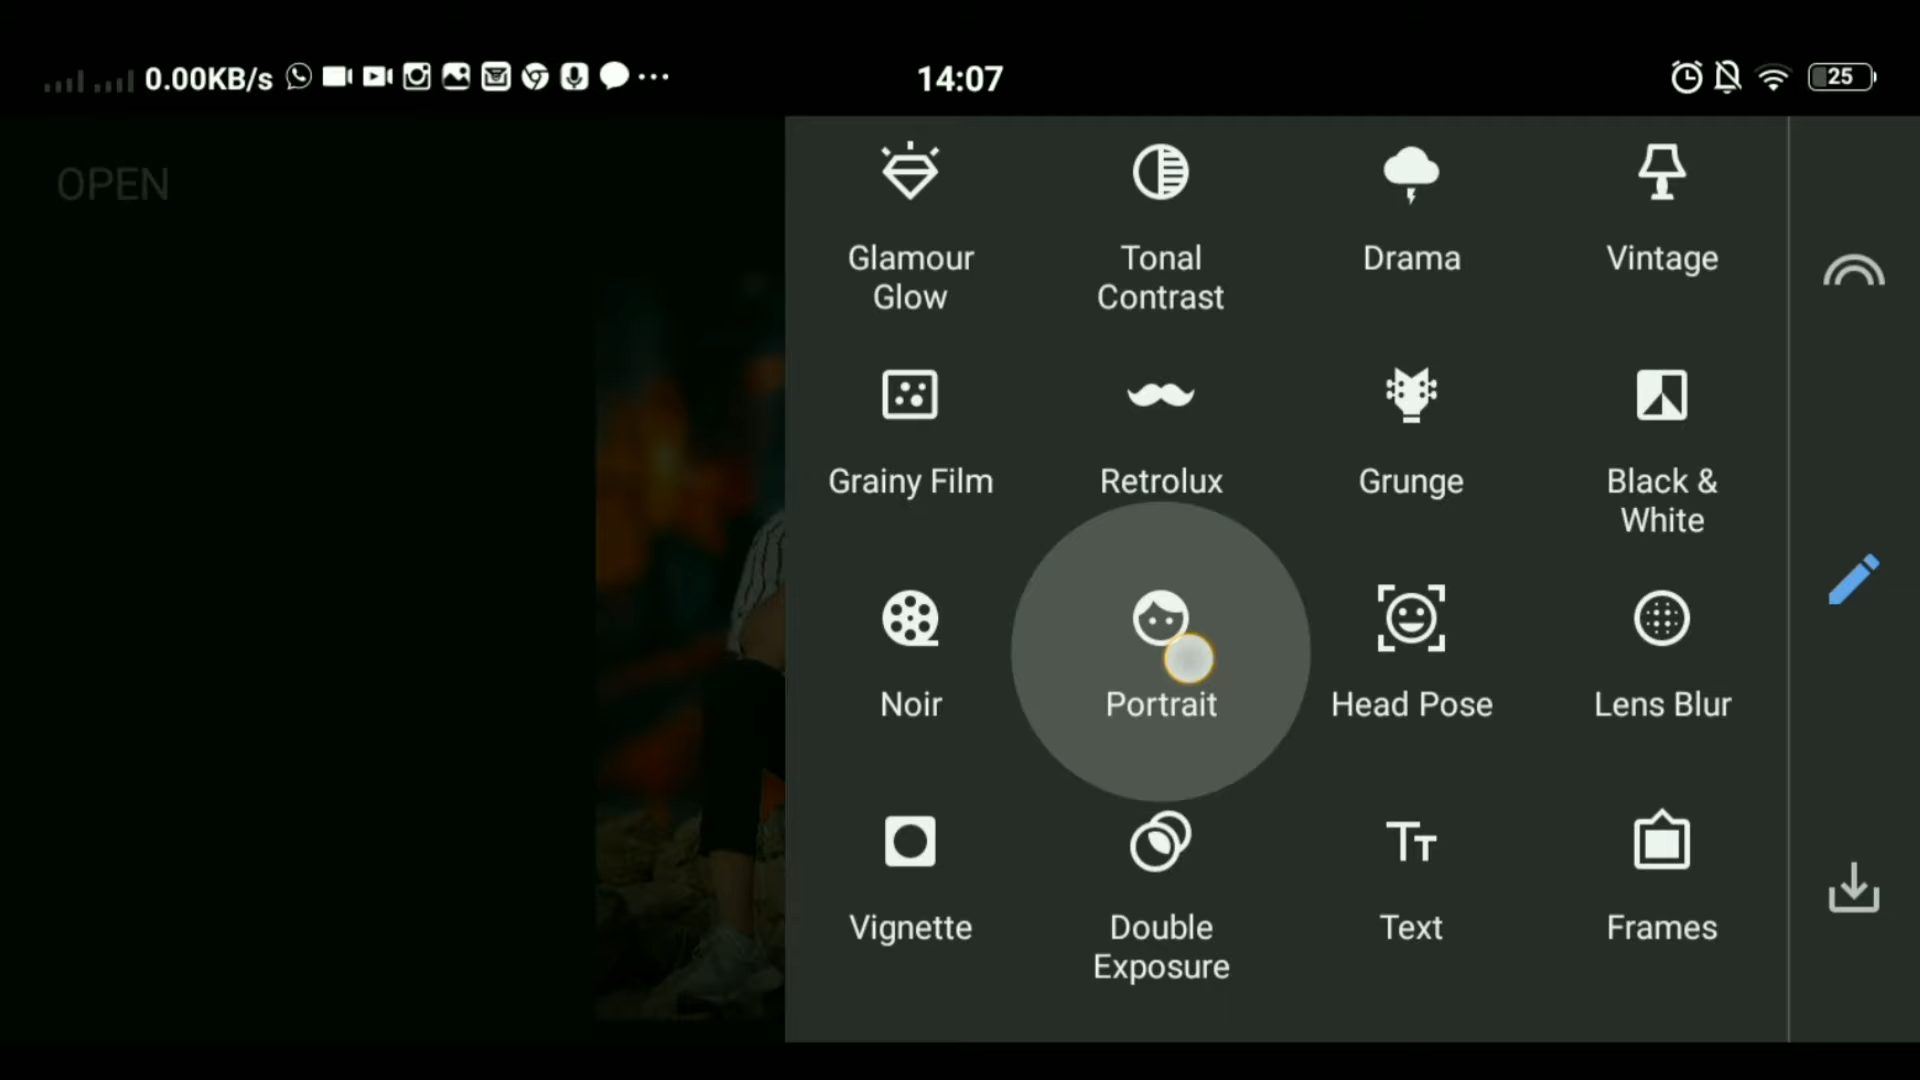 0.00KB/s
14:07
25
OPEN
Glamour
Glow
Tonal
Contrast
Drama
Vintage
Grainy Film
Retrolux
Grunge
Black &
White
Noir
Portrait
Head Pose
Lens Blur
Vignette
Double
Exposure
Text
Frames